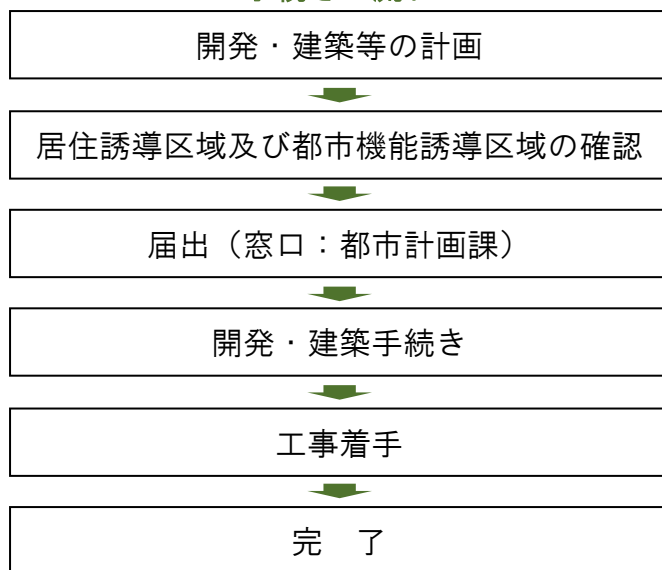 開発・建築等の計画
居住誘導区域及び都市機能誘導区域の確認
届出（窓口：都市計画課）
開発・建築手続き
工事着手
完　了